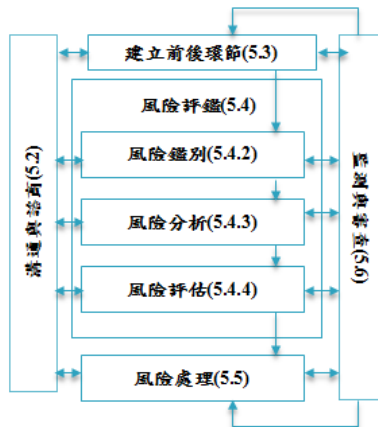 建立前後環節(5.3)
風險評鑑(5.4)
風險鑑別(5.4.2)
風險分析(5.4.3)
風險評估(5.4.4)
風險處理(5.5)
溝通與諮商(5.2)
監測與審查(5.6)